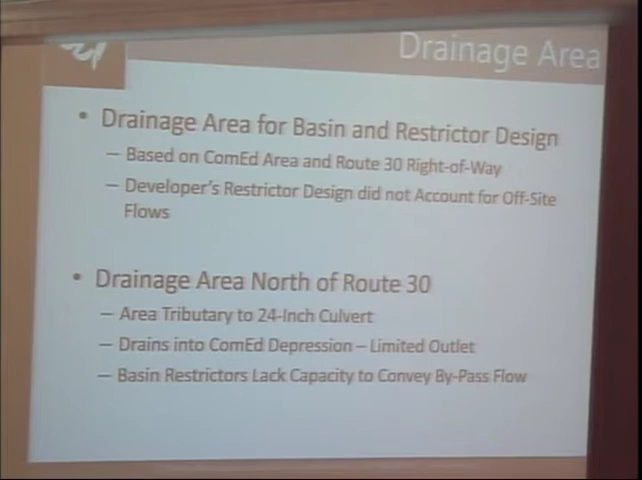 Drainage Area
• Drainage Area for Basin and Restrictor Design
– Based on ComEd Area and Route 30 Right-of-Way
– Developer's Restrictor Design did not Account for Off-Site
Flows
• Drainage Area North of Route 30
– Area Tributary to 24-Inch Culvert
– Drains into ComEd Depression – Limited Outlet
– Basin Restrictors Lack Capacity to Convey By-Pass Flow